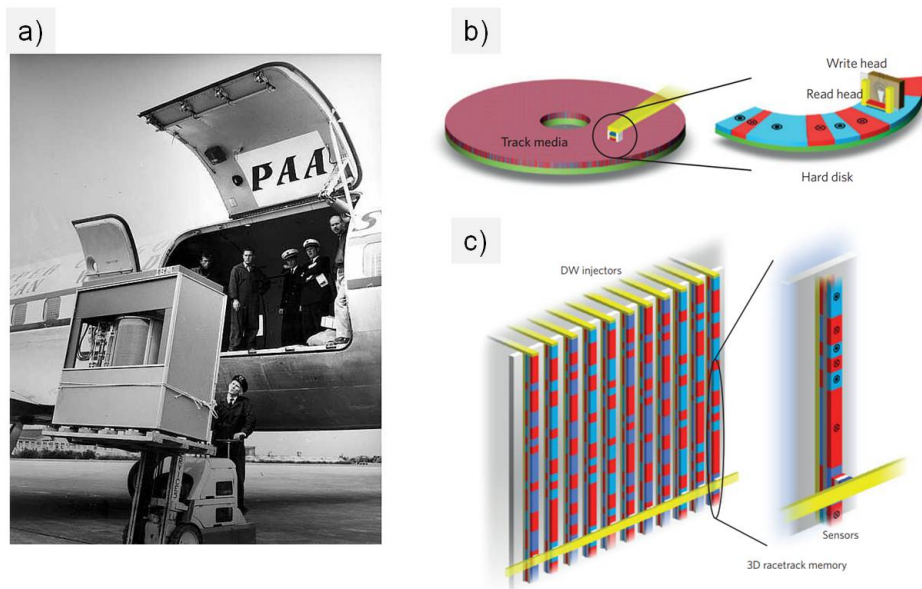 a)
PAA
b)
Write head
Read head
Track media
Hard disk
c)
DW injectors
Sensors
3D racetrack memory